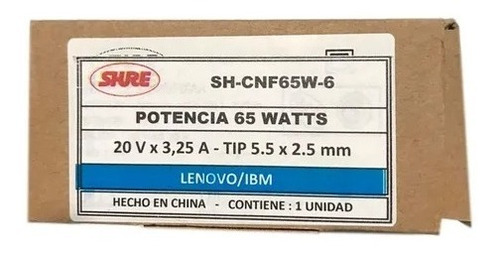 SHRE
SH-CNF65W-6
POTENCIA 65 WATTS
20 V x 3,25 A - TIP 5.5 x 2.5 mm
LENOVO/IBM
HECHO EN CHINA - CONTIENE : 1 UNIDAD